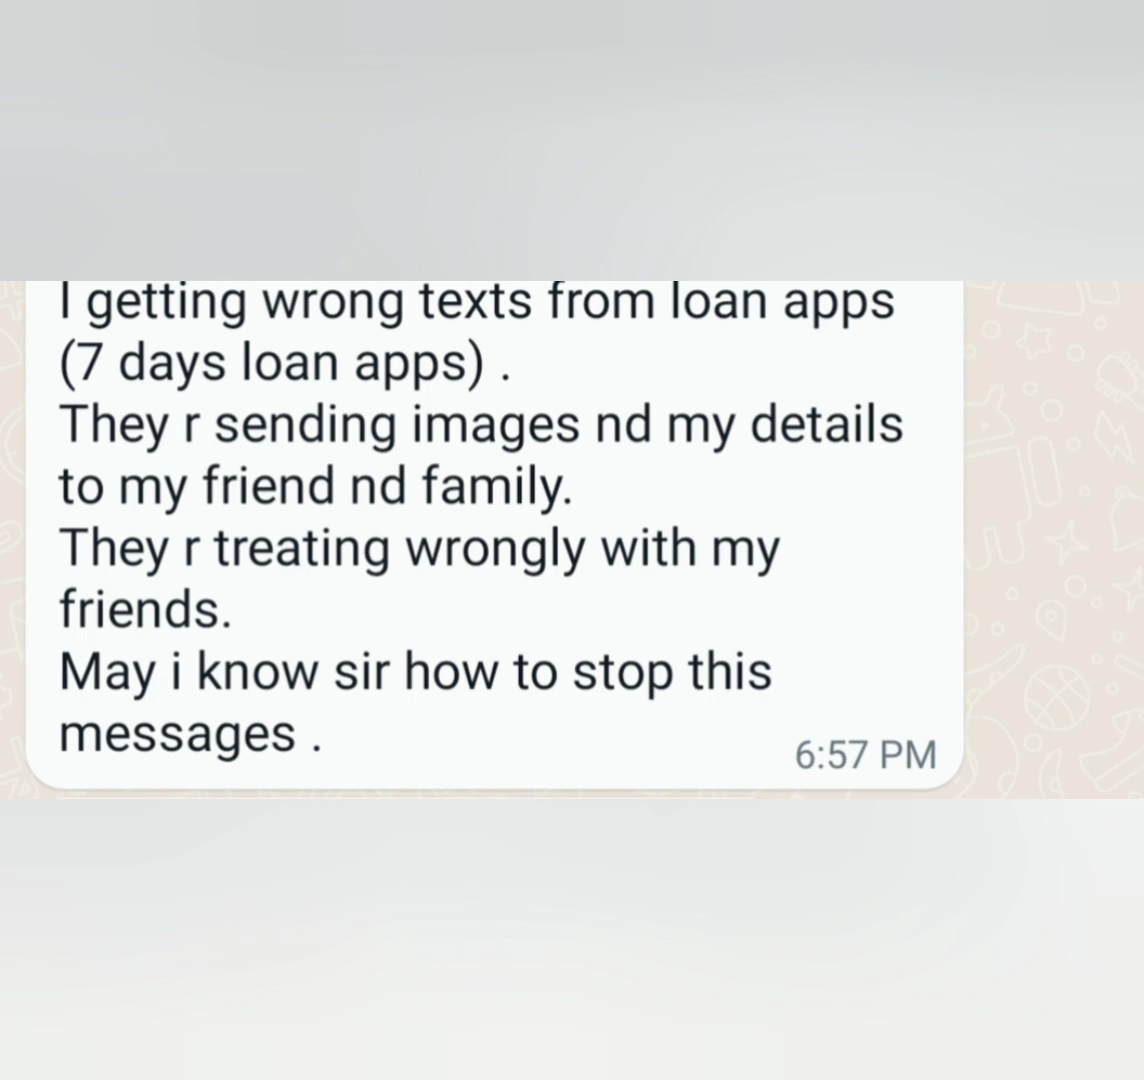 I getting wrong texts from loan apps
(7 days loan apps) .
They r sending images nd my details
to my friend nd family.
They r treating wrongly with my
friends.
May i know sir how to stop this
messages .
6:57 PM